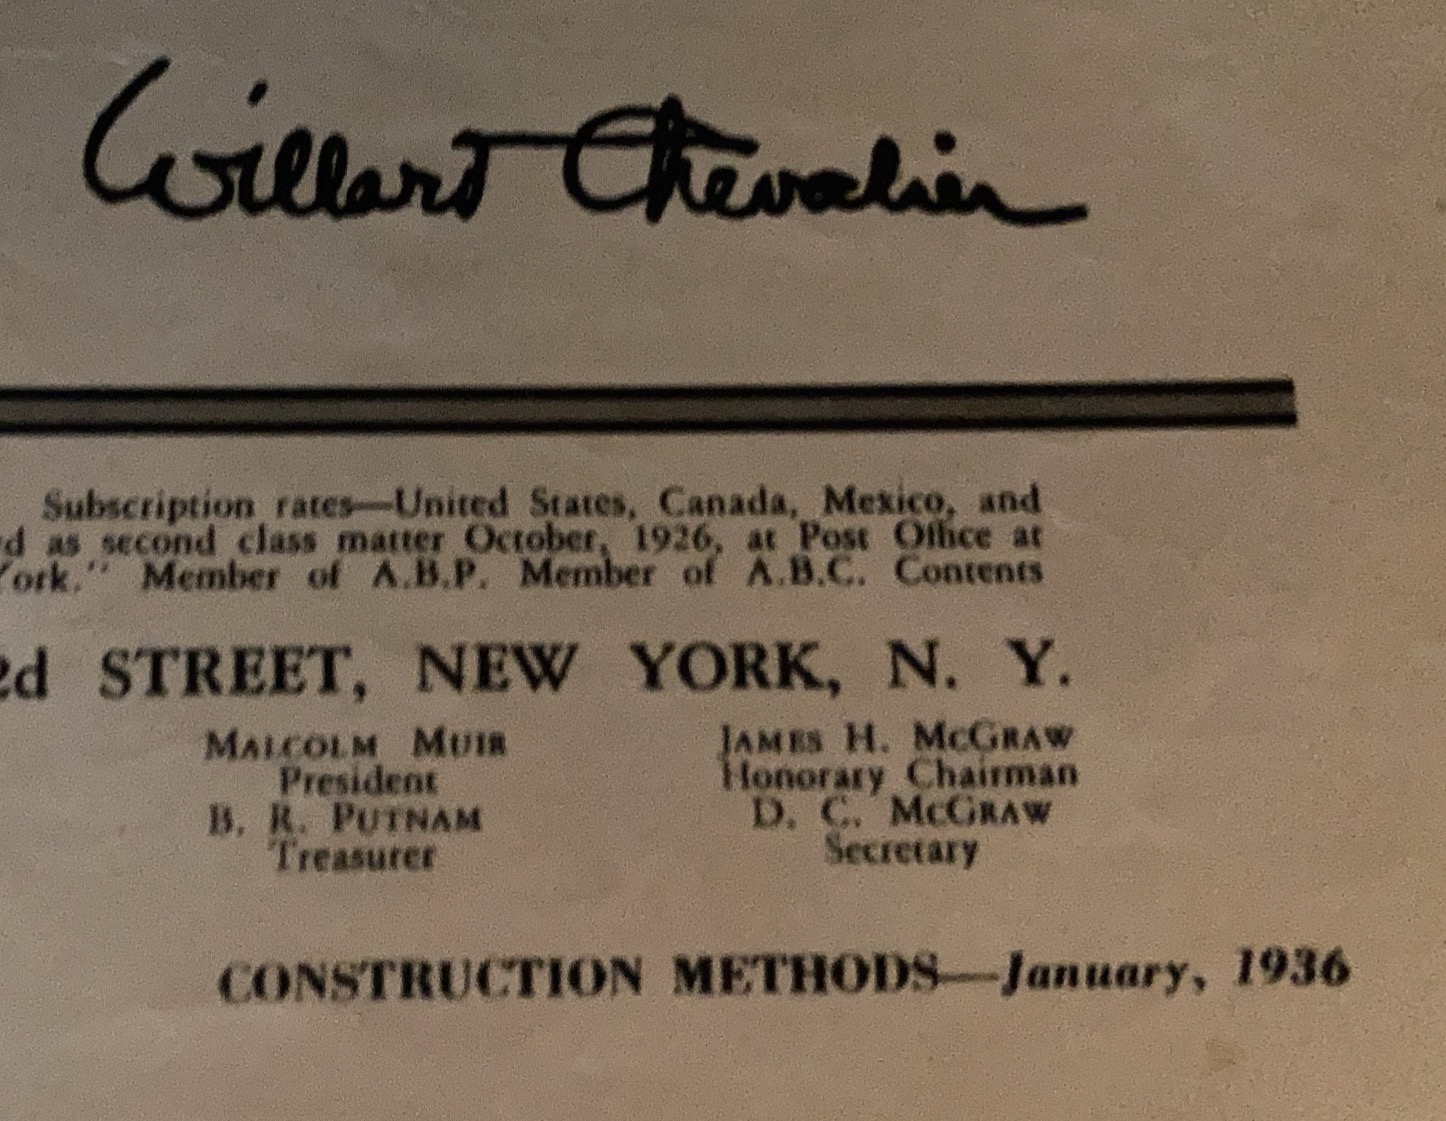 Willard Chevalier
Subscription rates—United States, Canada, Mexico, and
d as second class matter October, 1926, at Post Office at
York." Member of A.B.P. Member of A.B.C. Contents
2d STREET, NEW YORK, N. Y.
MALCOLM MUIR JAMES H. McGRAW
President Honorary Chairman
B. R. PUTNAM D. C. McGRAW
Treasurer Secretary
CONSTRUCTION METHODS—January, 1936